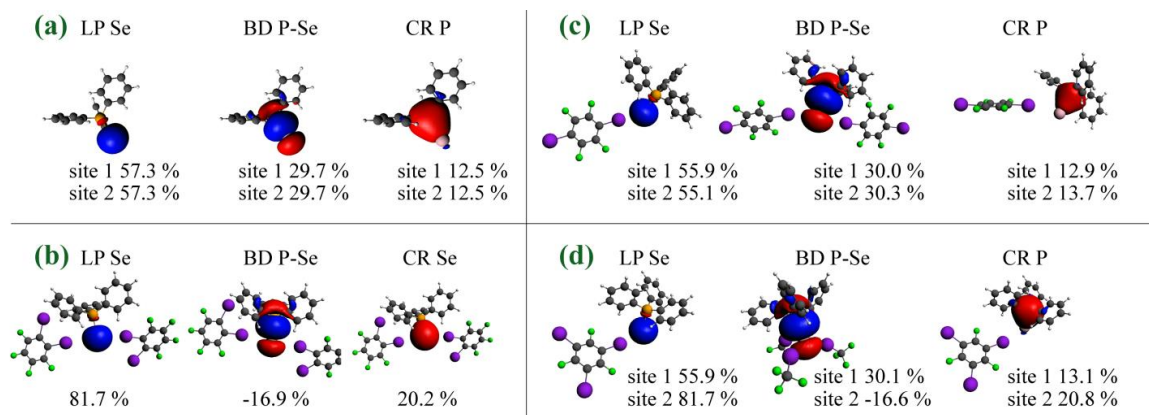 (a)
LP Se BD P-Se CR P
site 1 57.3 % site 1 29.7 % site 1 12.5 %
site 2 57.3 % site 2 29.7 % site 2 12.5 %
(c)
LP Se BD P-Se CR P
site 1 55.9 % site 1 30.0 % site 1 12.9 %
site 2 55.1 % site 2 30.3 % site 2 13.7 %
(b)
LP Se BD P-Se CR Se
81.7 % -16.9 % 20.2 %
(d)
LP Se BD P-Se CR P
site 1 55.9 % site 1 30.1 % site 1 13.1 %
site 2 81.7 % site 2 -16.6 % site 2 20.8 %